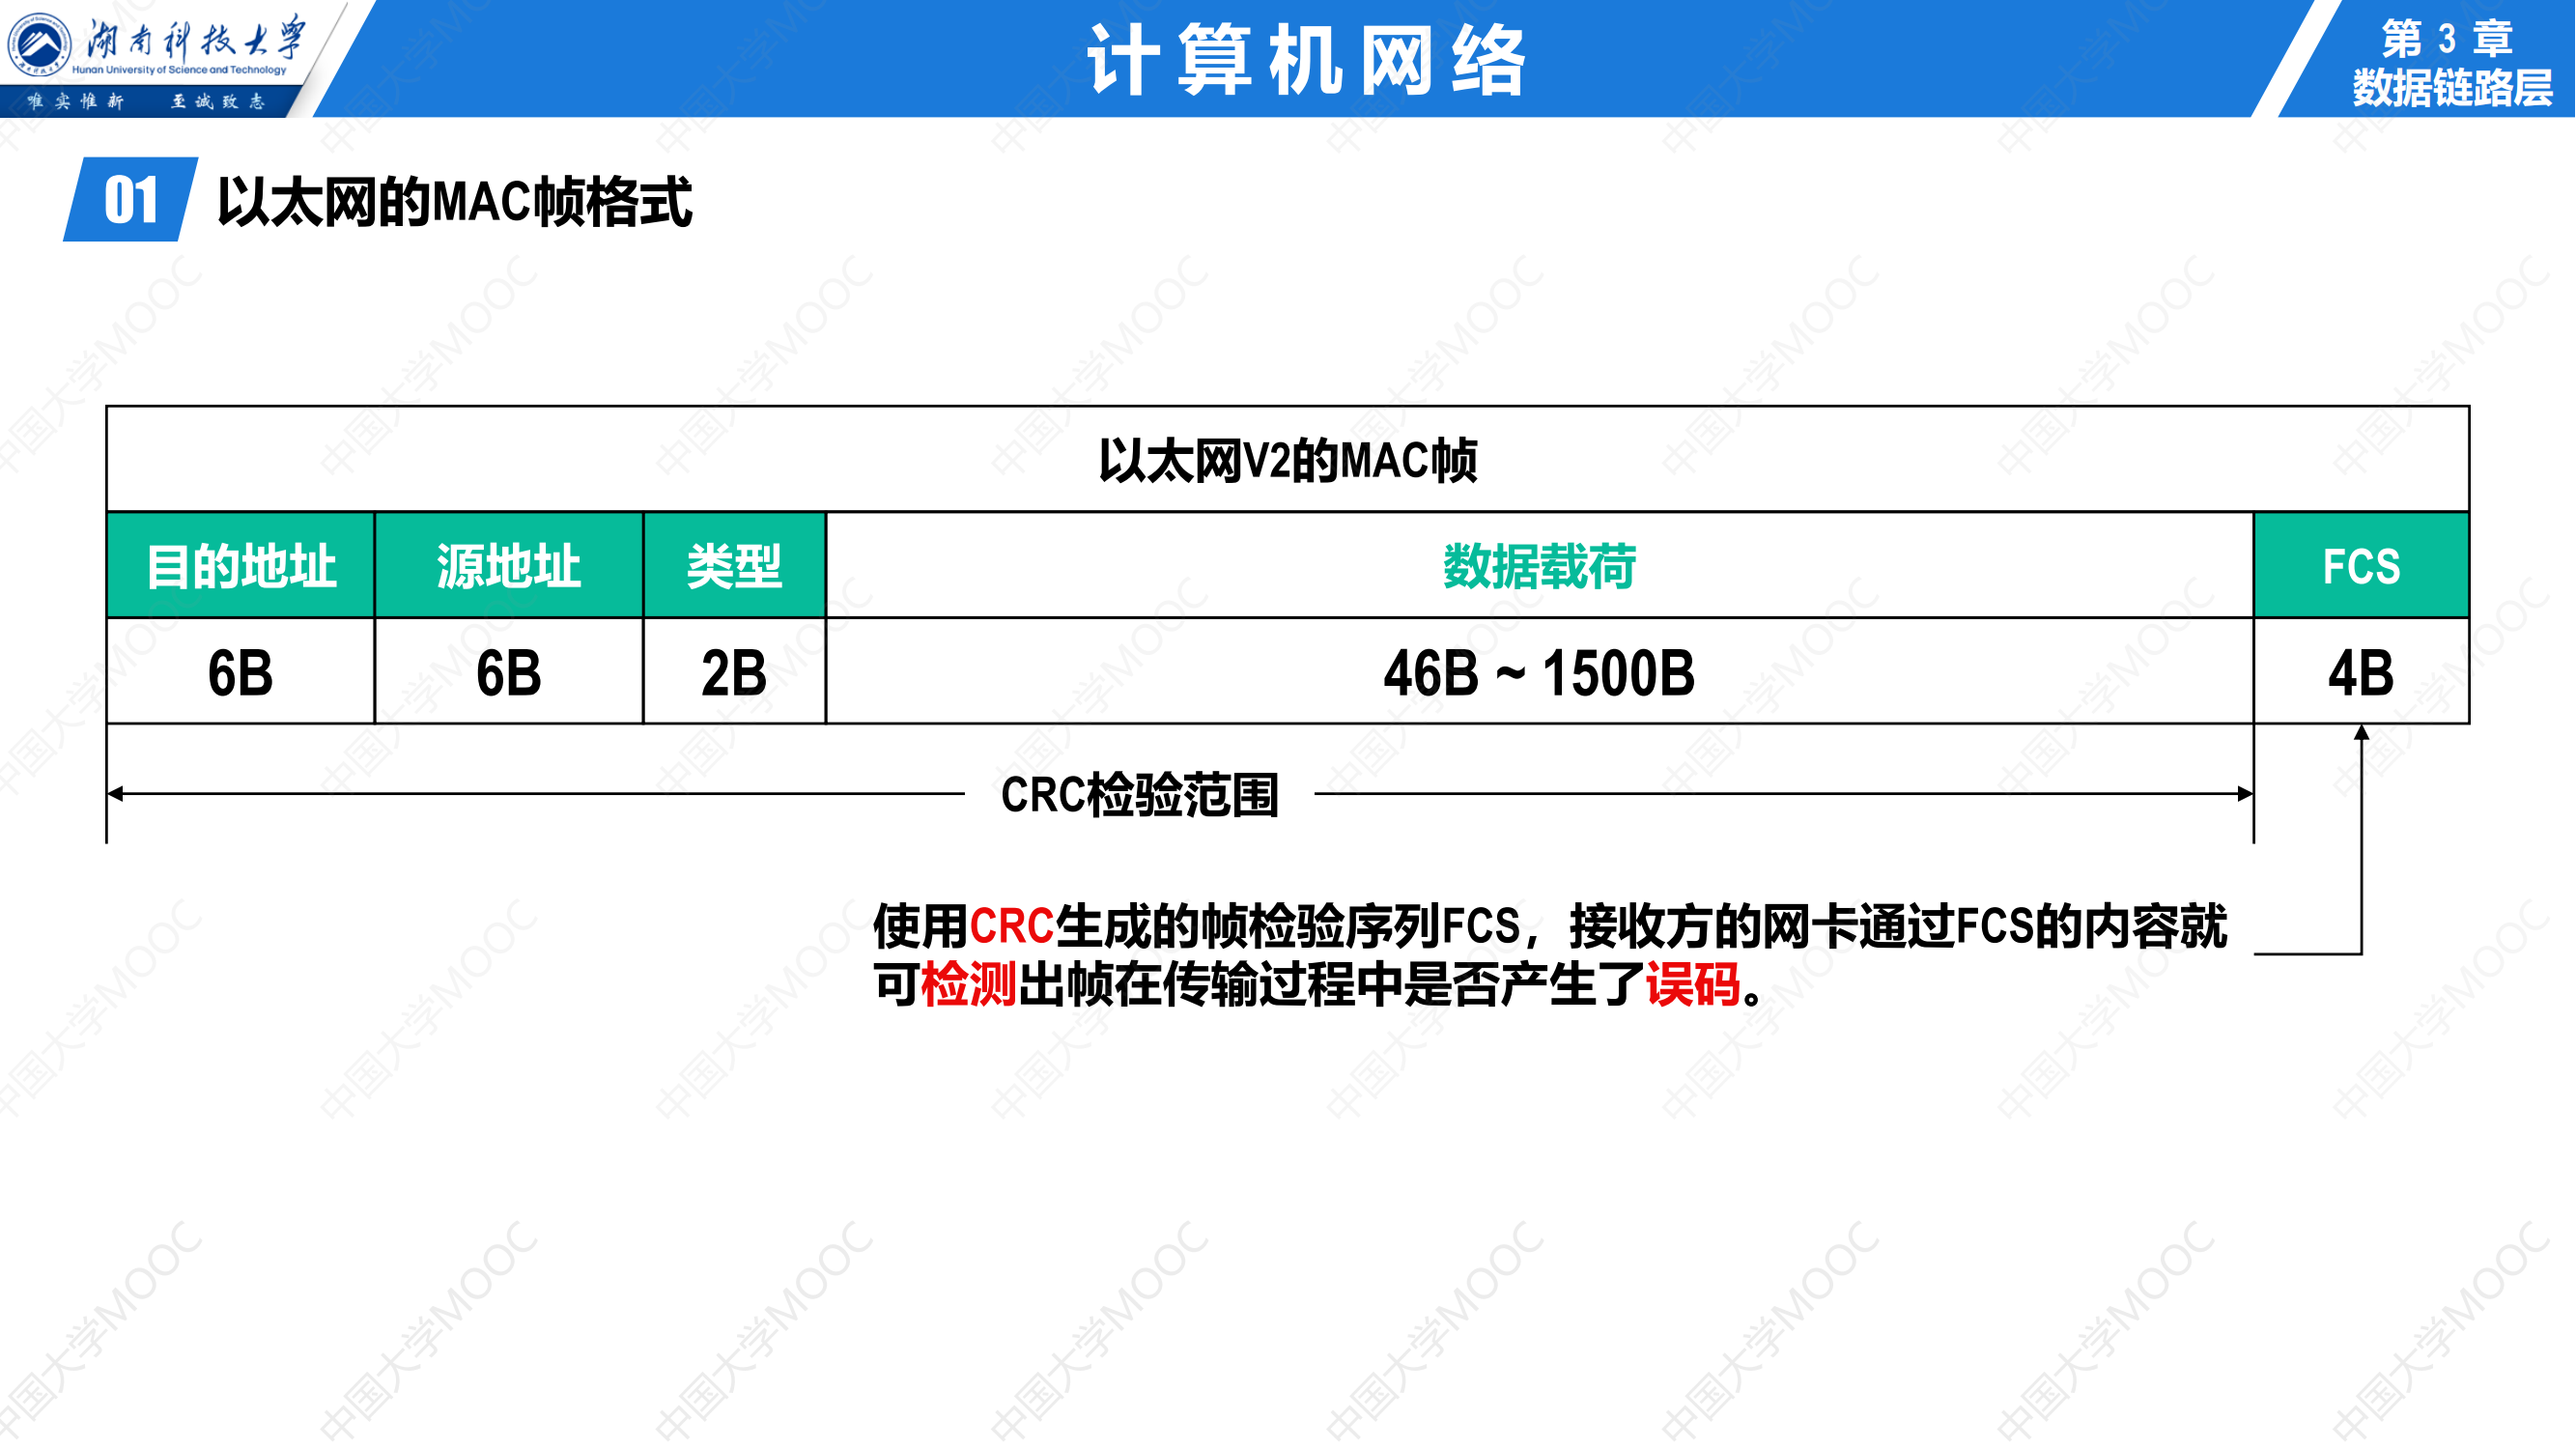 湖南科技大学
Hunan University of Science and Technology
唯实惟新 至诚致志
计算机网络
第 3 章
数据链路层
01 以太网的MAC帧格式
以太网V2的MAC帧
目的地址 源地址 类型 数据载荷 FCS
6B 6B 2B 46B ~ 1500B 4B
CRC检验范围
使用CRC生成的帧检验序列FCS，接收方的网卡通过FCS的内容就
可检测出帧在传输过程中是否产生了误码。
中国大学MOOC